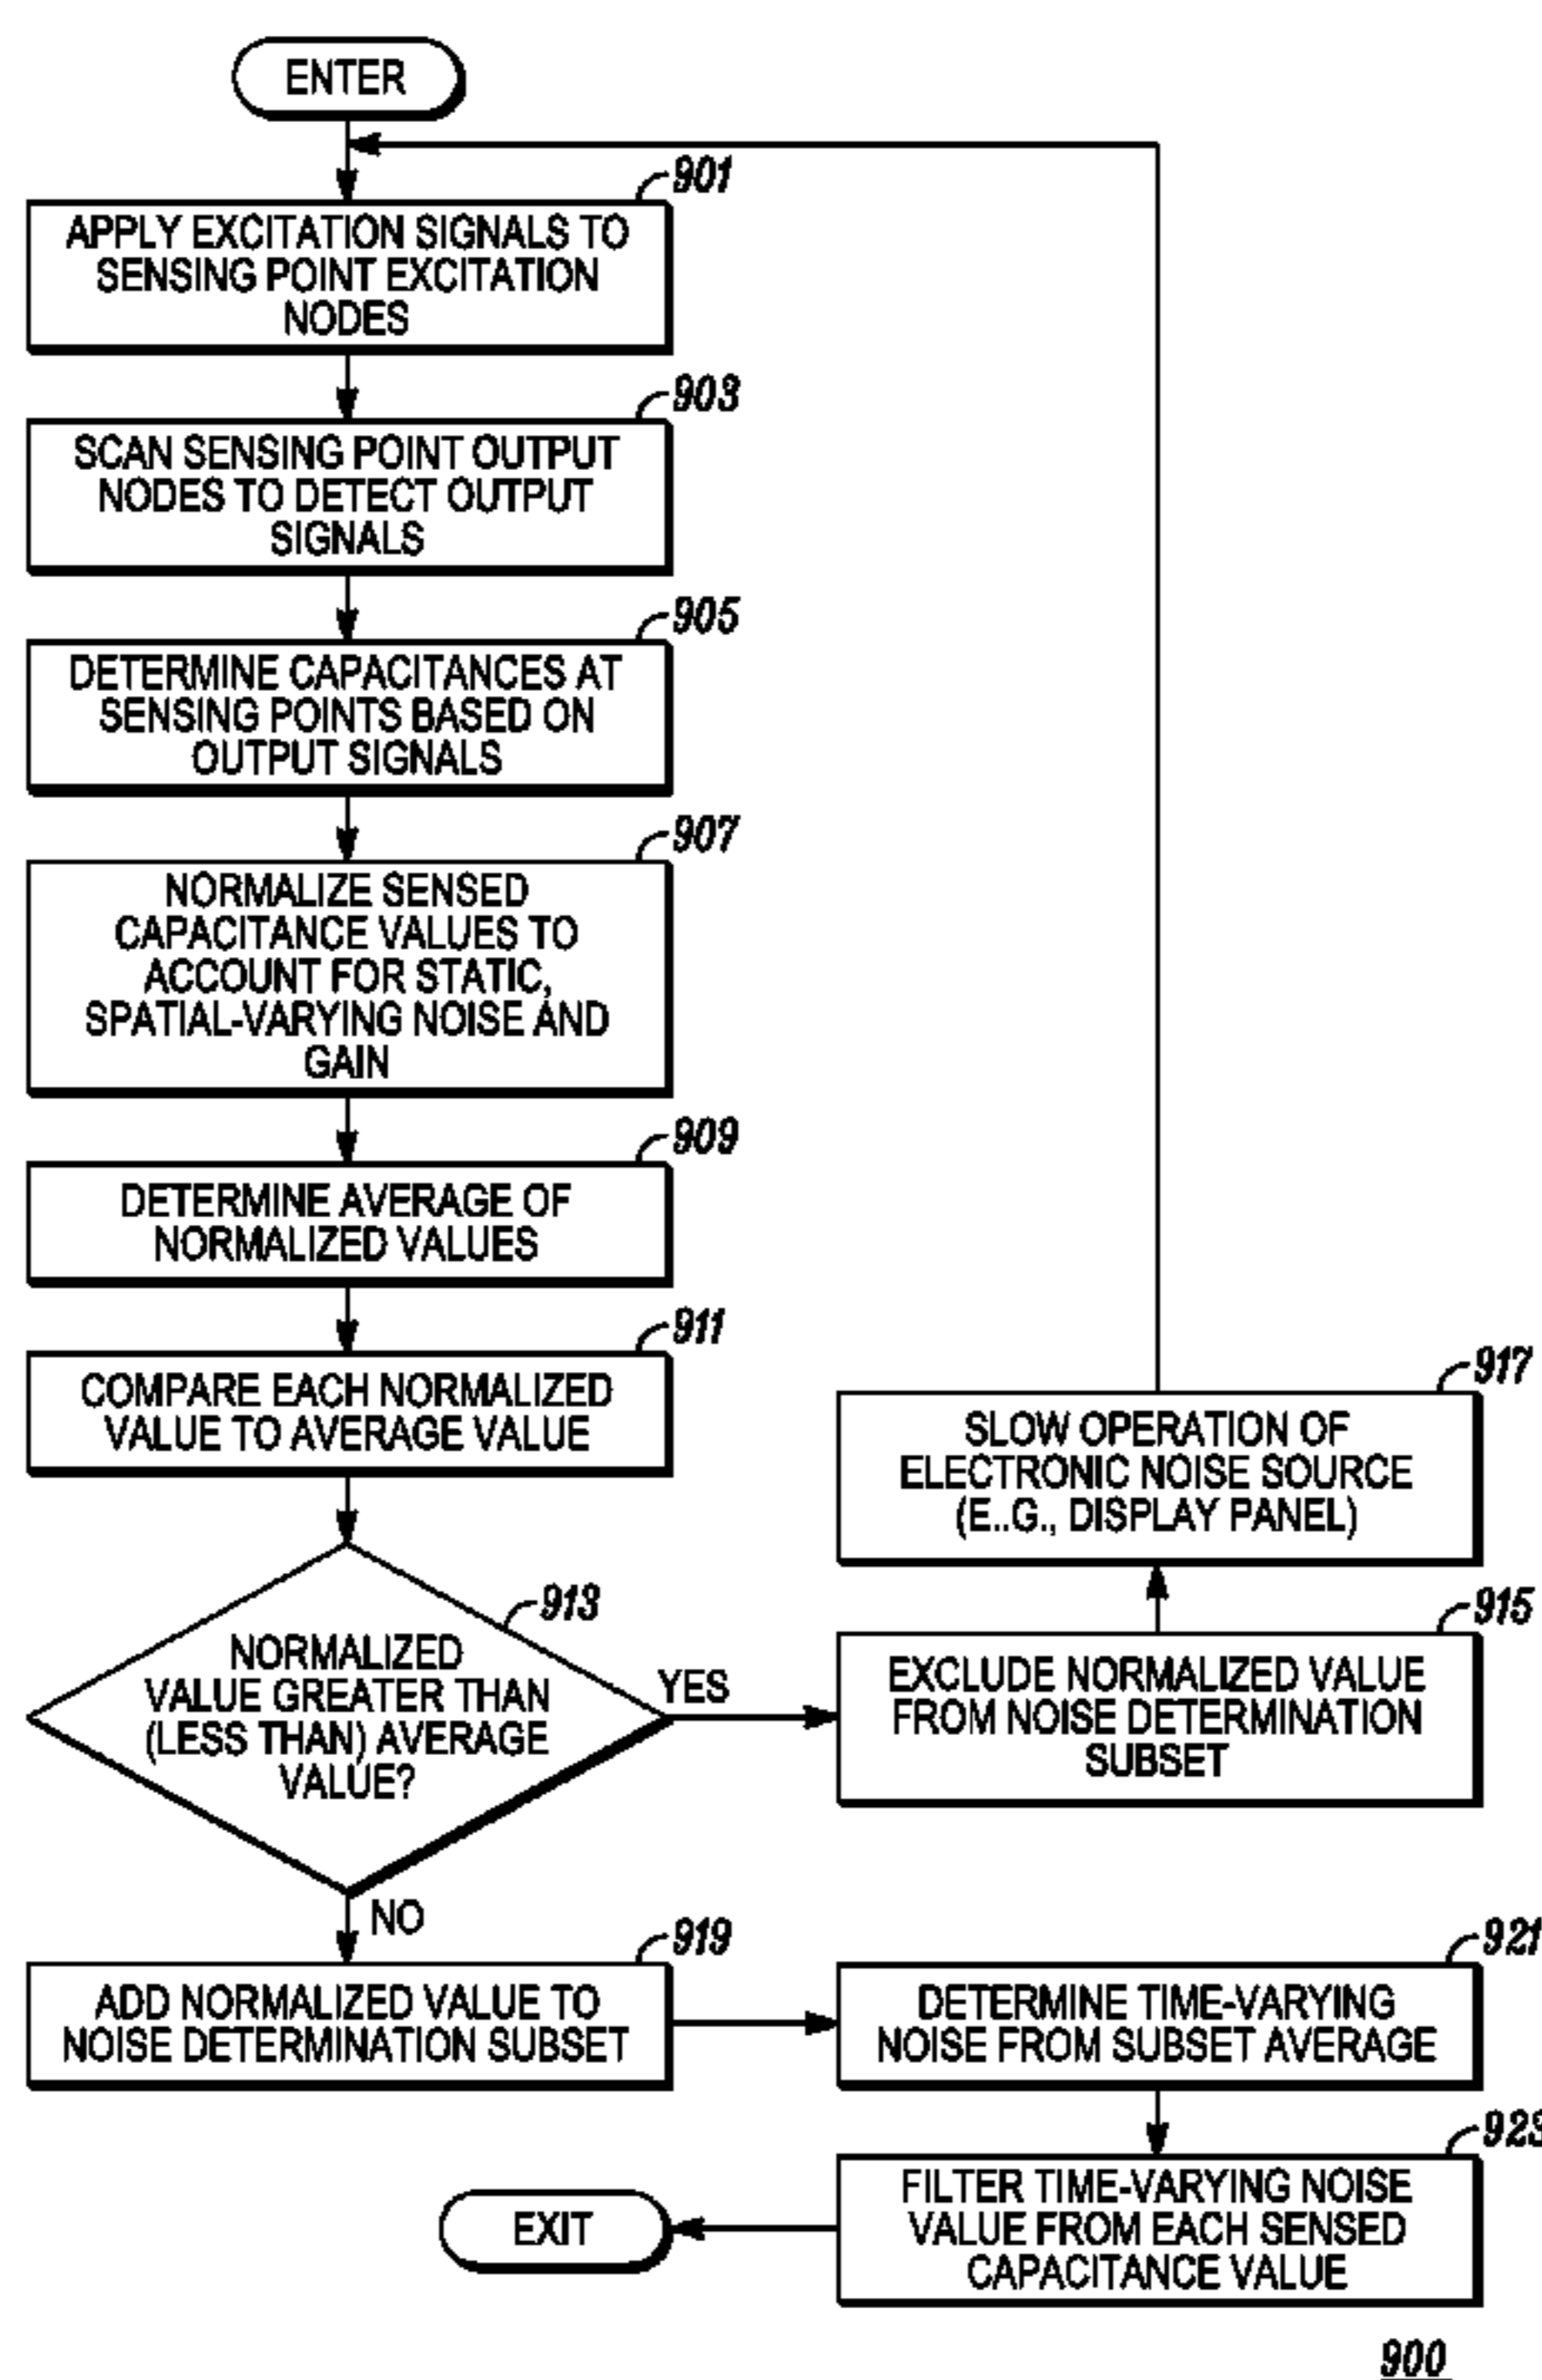 ENTER
901
APPLY EXCITATION SIGNALS TO
SENSING POINT EXCITATION
NODES
903
SCAN SENSING POINT OUTPUT
NODES TO DETECT OUTPUT
SIGNALS
905
DETERMINE CAPACITANCES AT
SENSING POINTS BASED ON
OUTPUT SIGNALS
907
NORMALIZE SENSED
CAPACITANCE VALUES TO
ACCOUNT FOR STATIC,
SPATIAL-VARYING NOISE AND
GAIN
909
DETERMINE AVERAGE OF
NORMALIZED VALUES
911
COMPARE EACH NORMALIZED
VALUE TO AVERAGE VALUE
913
NORMALIZED
VALUE GREATER THAN
(LESS THAN) AVERAGE
VALUE?
YES
NO
917
SLOW OPERATION OF
ELECTRONIC NOISE SOURCE
(E..G., DISPLAY PANEL)
915
EXCLUDE NORMALIZED VALUE
FROM NOISE DETERMINATION
SUBSET
919
ADD NORMALIZED VALUE TO
NOISE DETERMINATION SUBSET
921
DETERMINE TIME-VARYING
NOISE FROM SUBSET AVERAGE
923
FILTER TIME-VARYING NOISE
VALUE FROM EACH SENSED
CAPACITANCE VALUE
EXIT
900